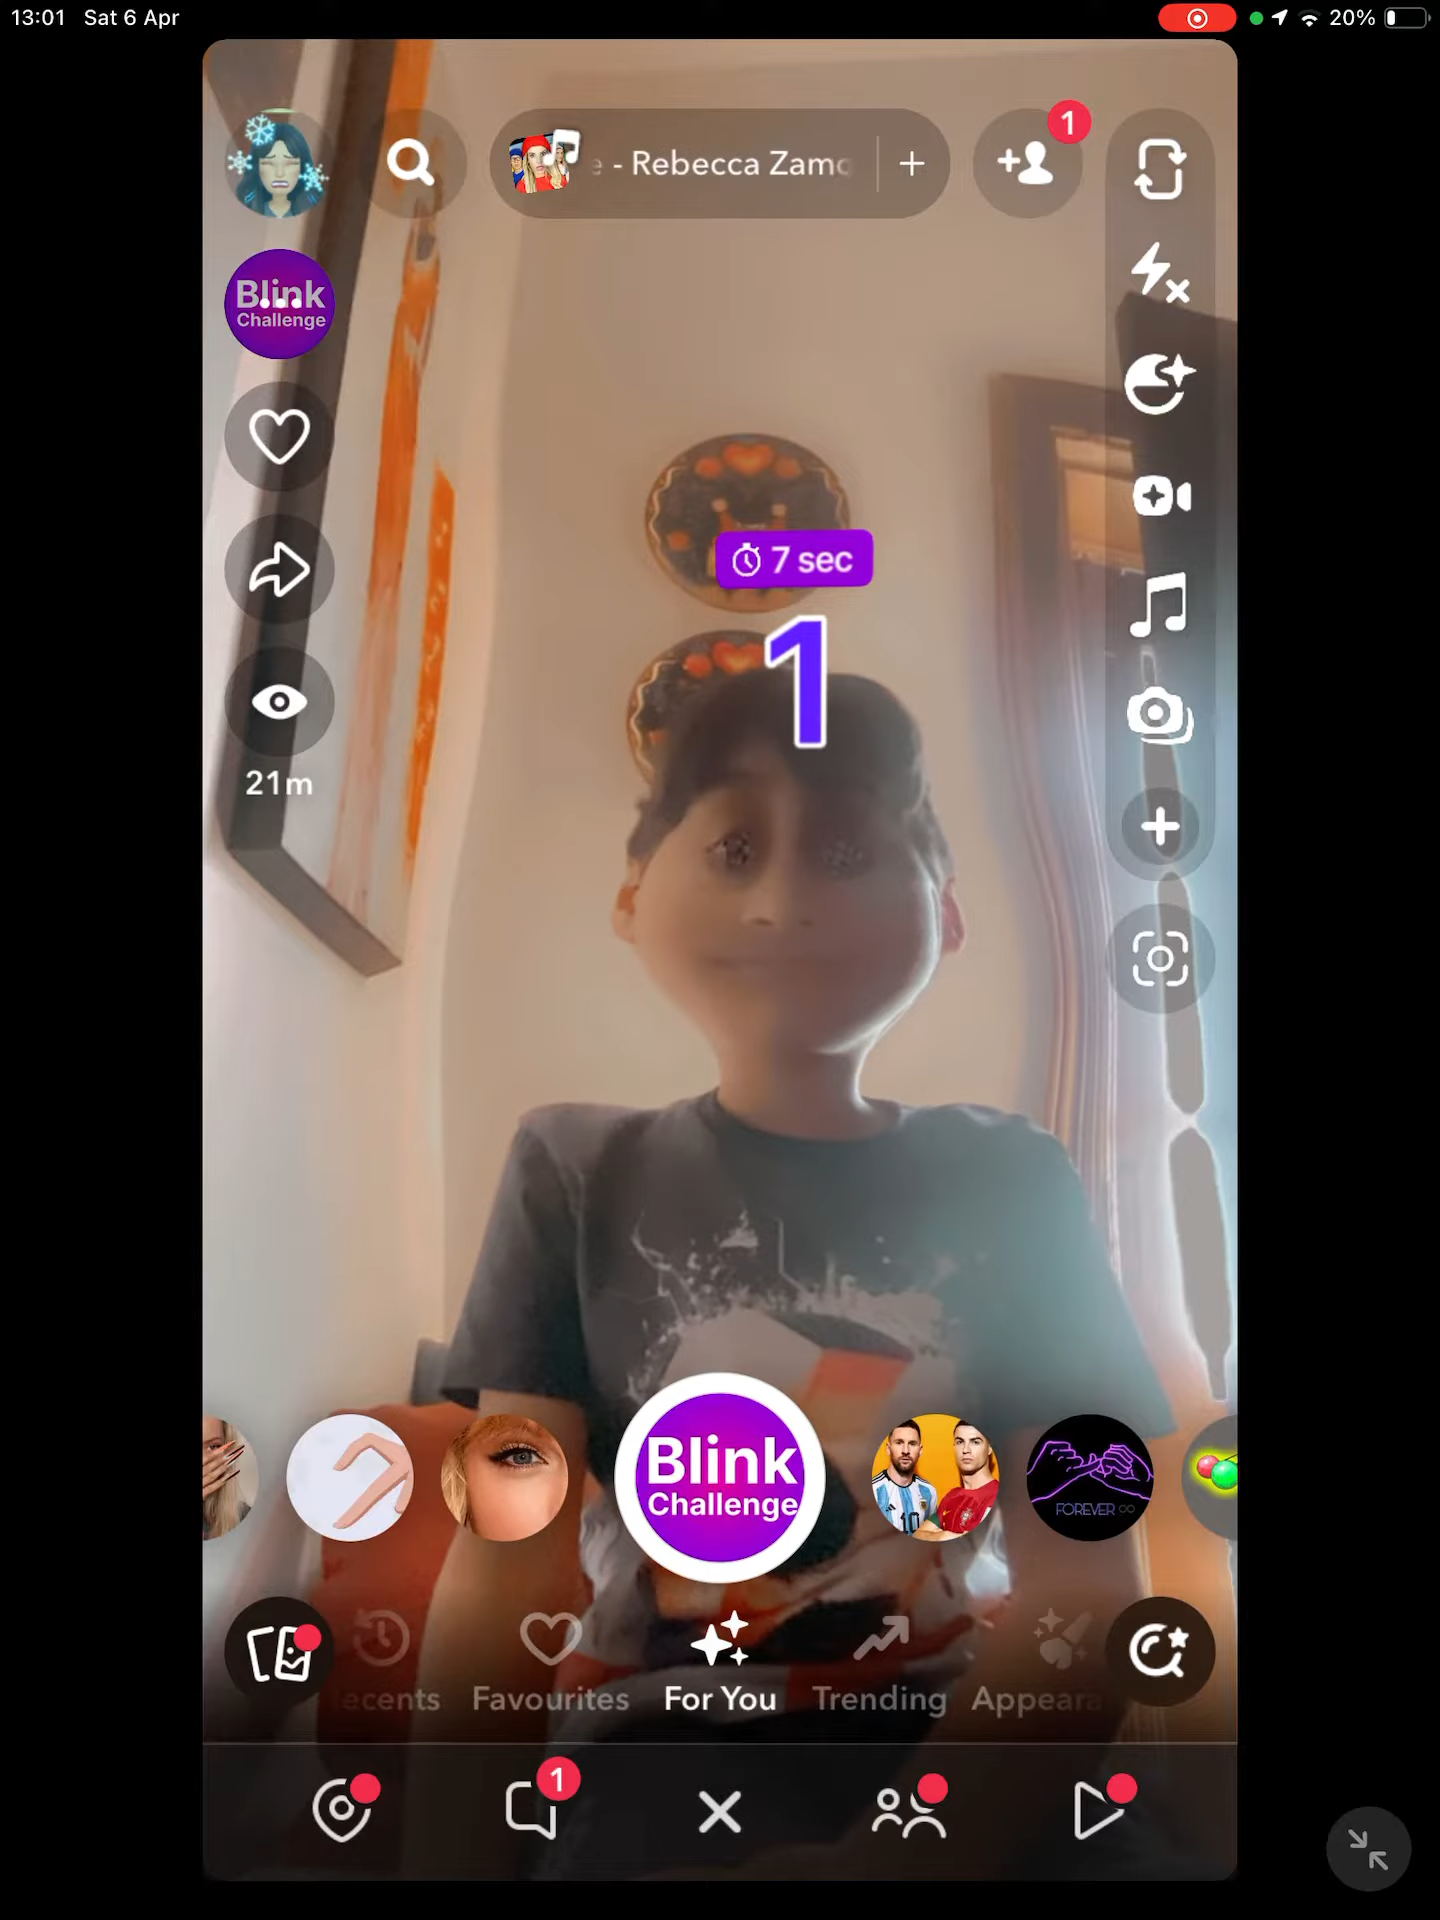 13:01 Sat 6 Apr
20%
1
e - Rebecca Zamo
Blink
Challenge
21m
7 sec
1
10
Blink
Challenge
FOREVER ∞
ecents
Favourites
For You
Trending
Appeara
1